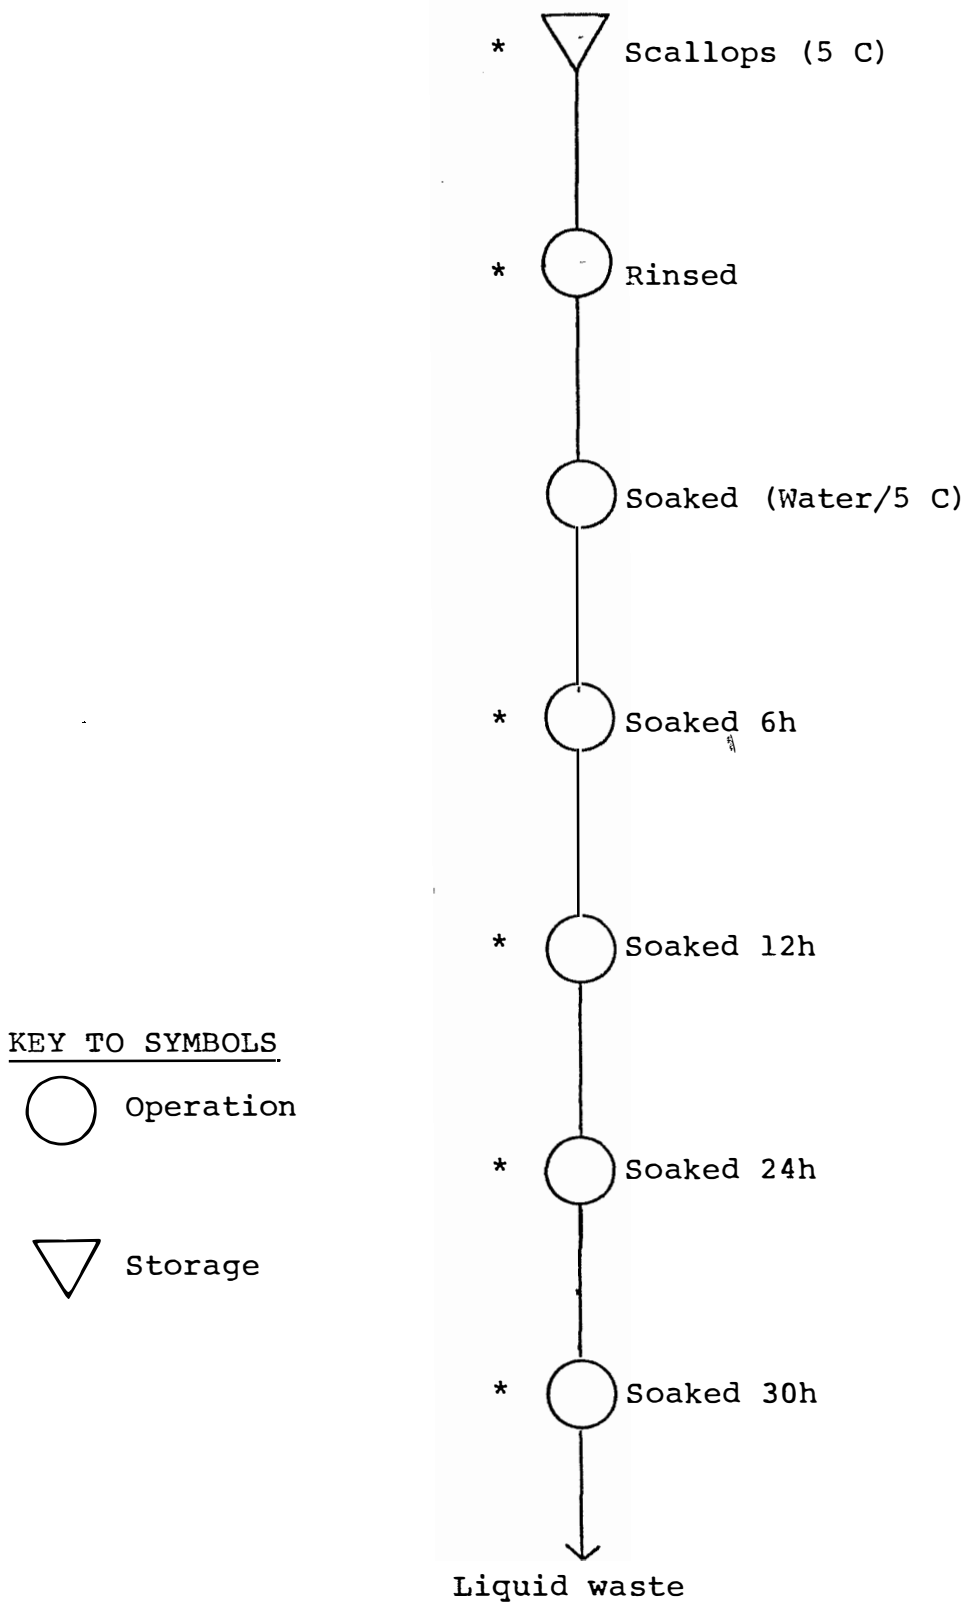 * Scallops (5 C)
* Rinsed
Soaked (Water/5 C)
* Soaked 6h
* Soaked 12h
* Soaked 24h
* Soaked 30h
Liquid waste
KEY TO SYMBOLS
Operation
Storage